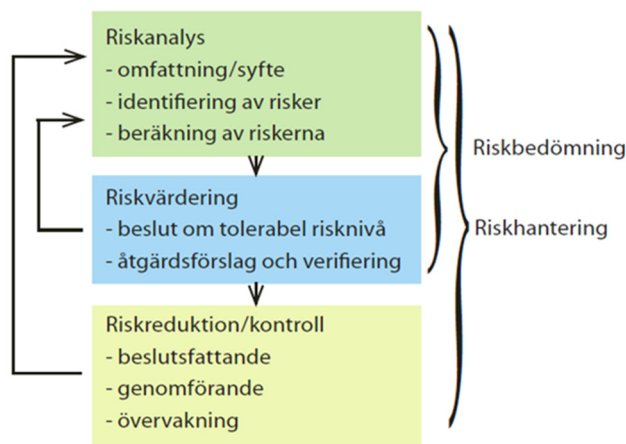 Riskanalys
- omfattning/syfte
- identifiering av risker
- beräkning av riskerna
Riskbedömning
Riskvärdering
- beslut om tolerabel risknivå
- åtgärdsförslag och verifiering
Riskhantering
Riskreduktion/kontroll
- beslutsfattande
- genomförande
- övervakning